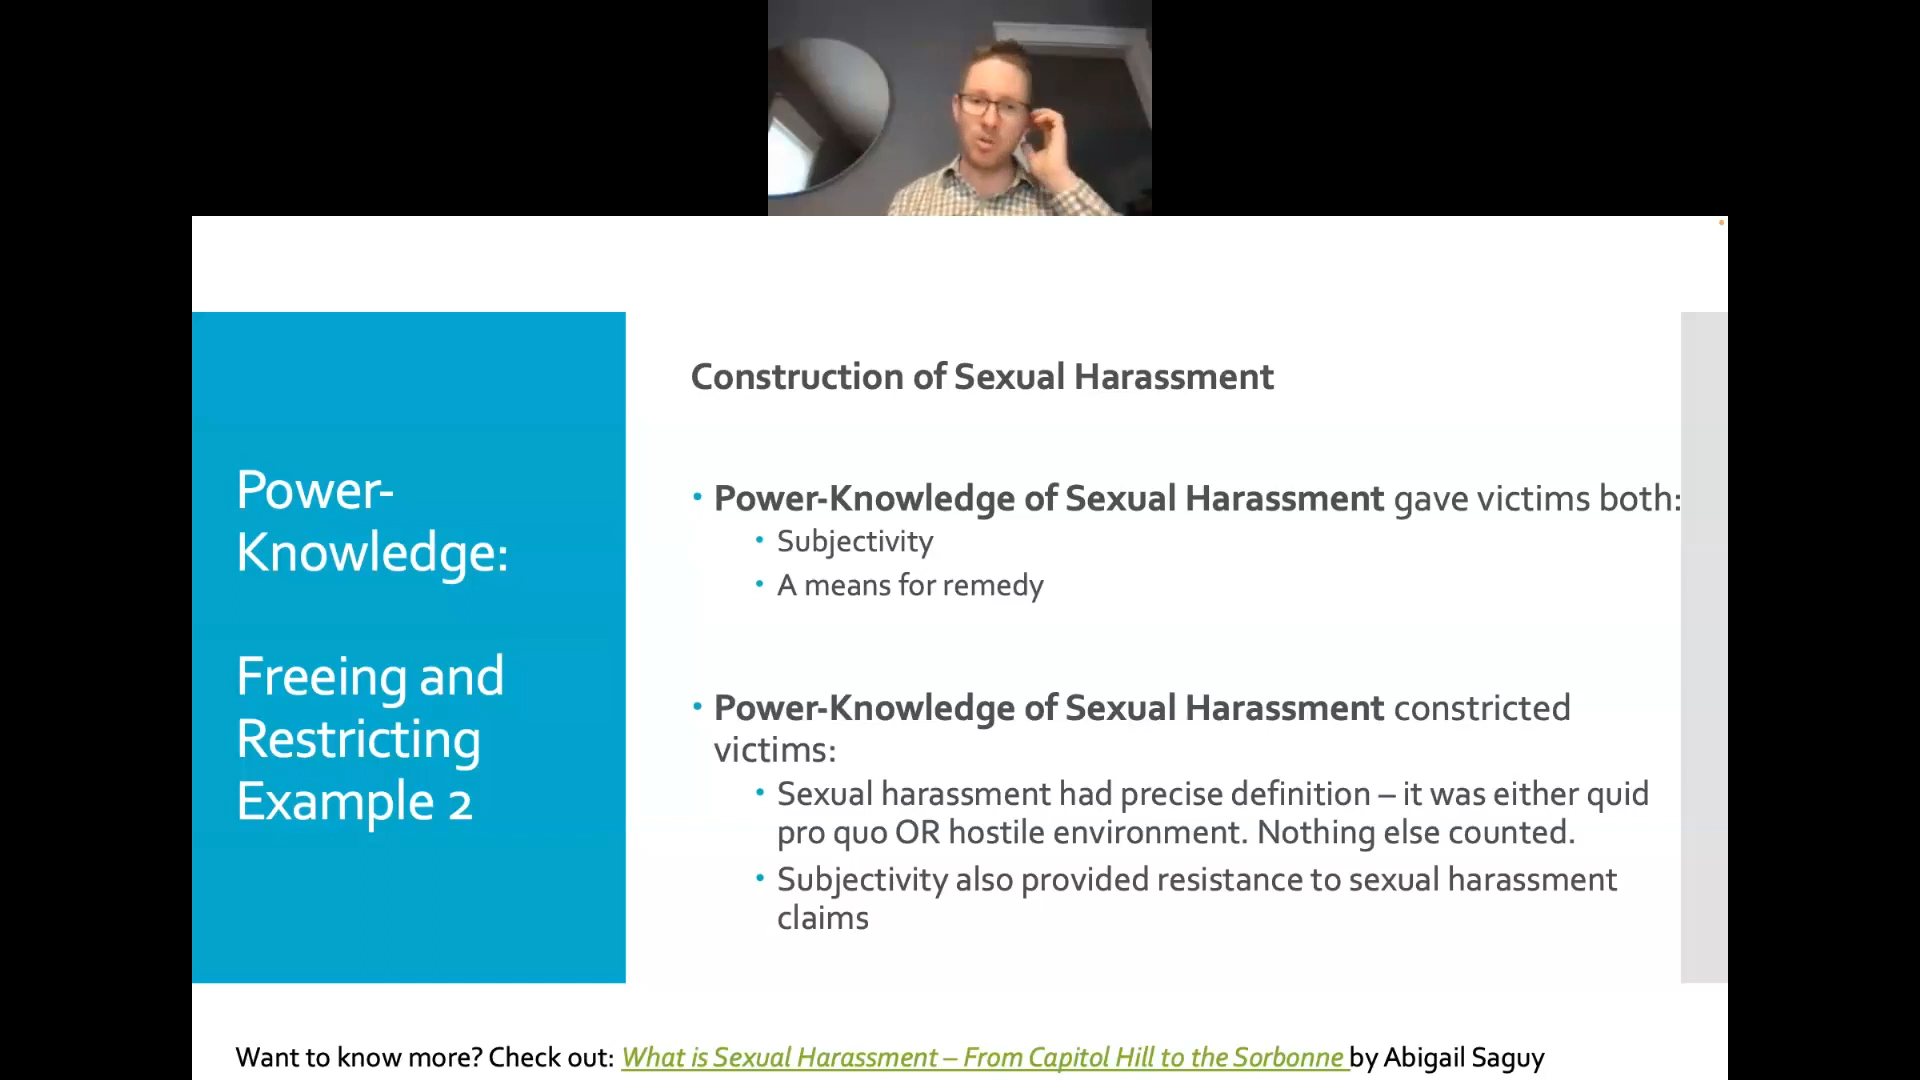 Power-
Knowledge:
Freeing and
Restricting
Example 2
Construction of Sexual Harassment
• Power-Knowledge of Sexual Harassment gave victims both:
• Subjectivity
• A means for remedy
• Power-Knowledge of Sexual Harassment constricted
victims:
• Sexual harassment had precise definition – it was either quid
pro quo OR hostile environment. Nothing else counted.
• Subjectivity also provided resistance to sexual harassment
claims
Want to know more? Check out: What is Sexual Harassment – From Capitol Hill to the Sorbonne by Abigail Saguy